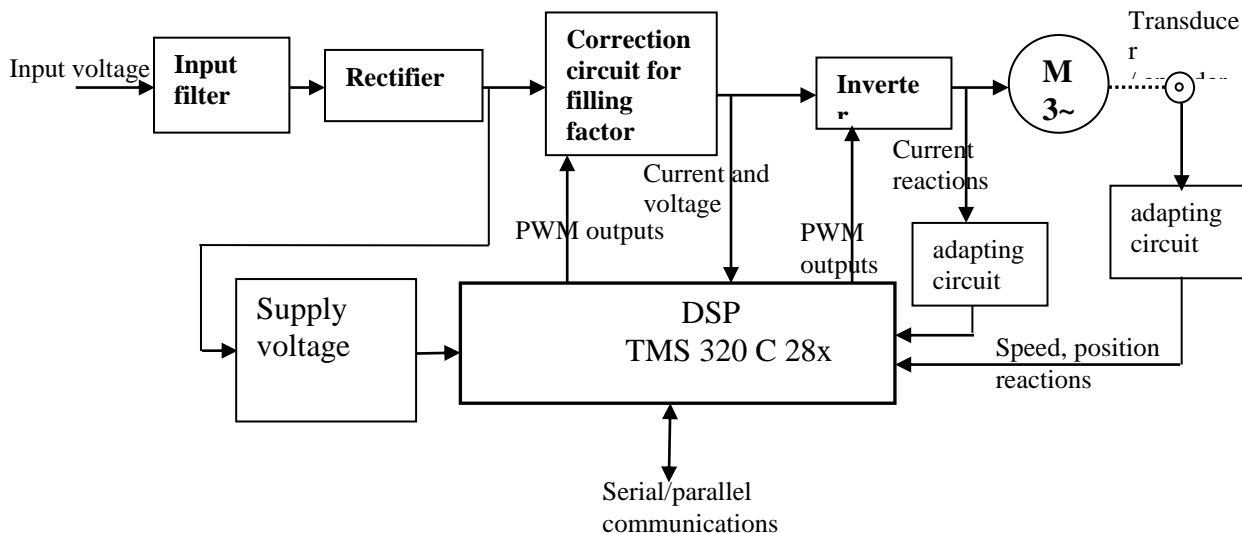 Input voltage
Input
filter
Rectifier
Correction
circuit for
filling
factor
Inverte
M
3~
Transduce
r
Current and
voltage
Current
reactions
PWM outputs
PWM
outputs
adapting
circuit
adapting
circuit
Supply
voltage
DSP
TMS 320 C 28x
Speed, position
reactions
Serial/parallel
communications